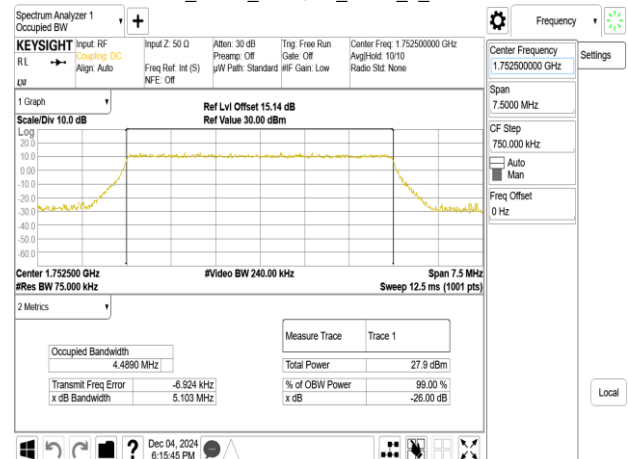 Spectrum Analyzer 1
Occupied BW
Frequency
KEYSIGHT
RL
LXI
Input: RF
Coupling: DC
Align: Auto
Input Z: 50 Ω
Freq Ref: Int (S)
NFE: Off
Atten: 30 dB
Preamp: Off
µW Path: Standard
Trig: Free Run
Gate: Off
#IF Gain: Low
Center Freq: 1.752500000 GHz
Avg|Hold: 10/10
Radio Std: None
Center Frequency
1.752500000 GHz
Settings
Span
7.5000 MHz
CF Step
750.000 kHz
Auto
Man
Freq Offset
0 Hz
Local
1 Graph
Scale/Div 10.0 dB
Ref Lvl Offset 15.14 dB
Ref Value 30.00 dBm
Log
20.0
10.0
0.00
-10.0
-20.0
-30.0
-40.0
-50.0
-60.0
Center 1.752500 GHz
#Video BW 240.00 kHz
Span 7.5 MHz
#Res BW 75.000 kHz
Sweep 12.5 ms (1001 pts)
2 Metrics
Measure Trace Trace 1
Occupied Bandwidth
4.4890 MHz
Total Power 27.9 dBm
Transmit Freq Error -6.924 kHz
% of OBW Power 99.00 %
x dB Bandwidth 5.103 MHz
x dB -26.00 dB
Dec 04, 2024
6:15:45 PM